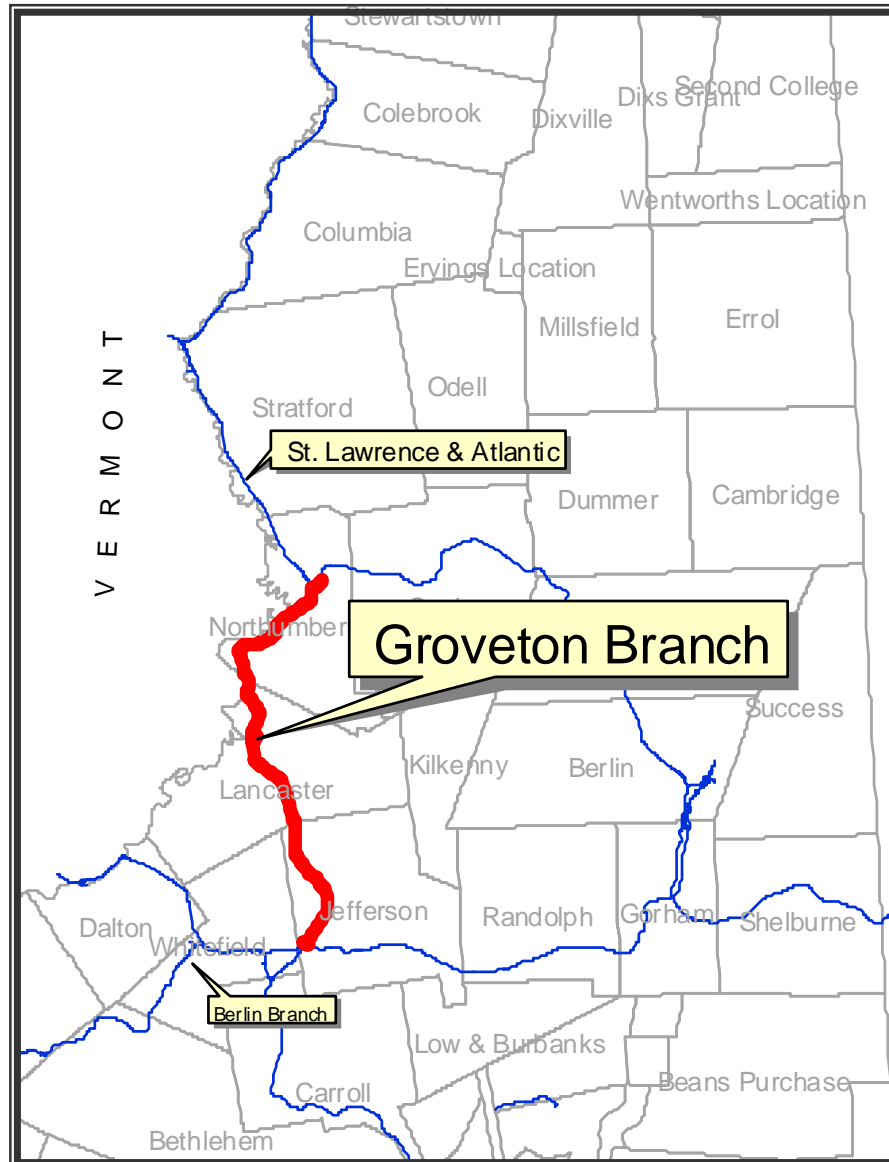 Stewartstown
Colebrook
Dixville
Dixs Grant
Second College
Wentworths Location
Columbia
Ervings Location
Millsfield
Errol
VERMONT
Odell
Stratford
St. Lawrence & Atlantic
Dummer
Cambridge
Northumber
Groveton Branch
Success
Kilkenny
Berlin
Lancaster
Jefferson
Randolph
Gorham
Shelburne
Dalton
Whitefield
Berlin Branch
Low & Burbanks
Beans Purchase
Carroll
Bethlehem